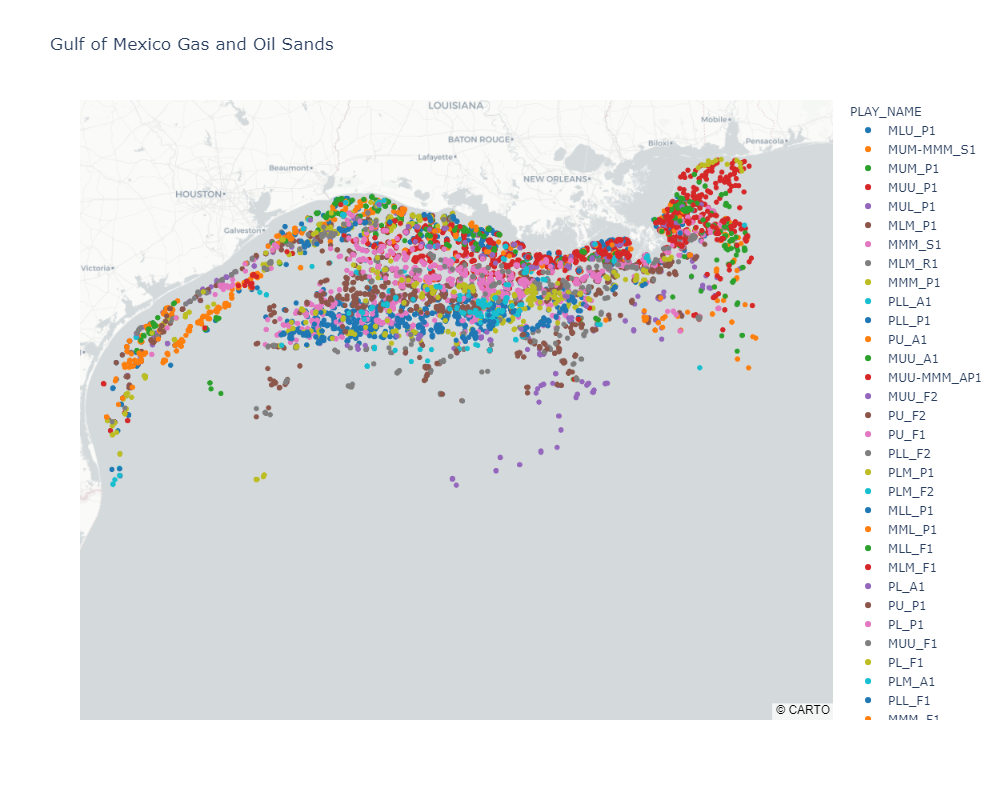 Gulf of Mexico Gas and Oil Sands
LOUISIANA
Mobile
Pensacola
BATON ROUGE
Biloxi
Lafayette
Beaumont
NEW ORLEANS
HOUSTON
Galveston
Victoria
© CARTO
PLAY_NAME
MLU_P1
MUM-MMM_S1
MUM_P1
MUU_P1
MUL_P1
MLM_P1
MMM_S1
MLM_R1
MMM_P1
PLL_A1
PLL_P1
PU_A1
MUU_A1
MUU-MMM_AP1
MUU_F2
PU_F2
PU_F1
PLL_F2
PLM_P1
PLM_F2
MLL_P1
MML_P1
MLL_F1
MLM_F1
PL_A1
PU_P1
PL_P1
MUU_F1
PL_F1
PLM_A1
PLL_F1
MMM_F1